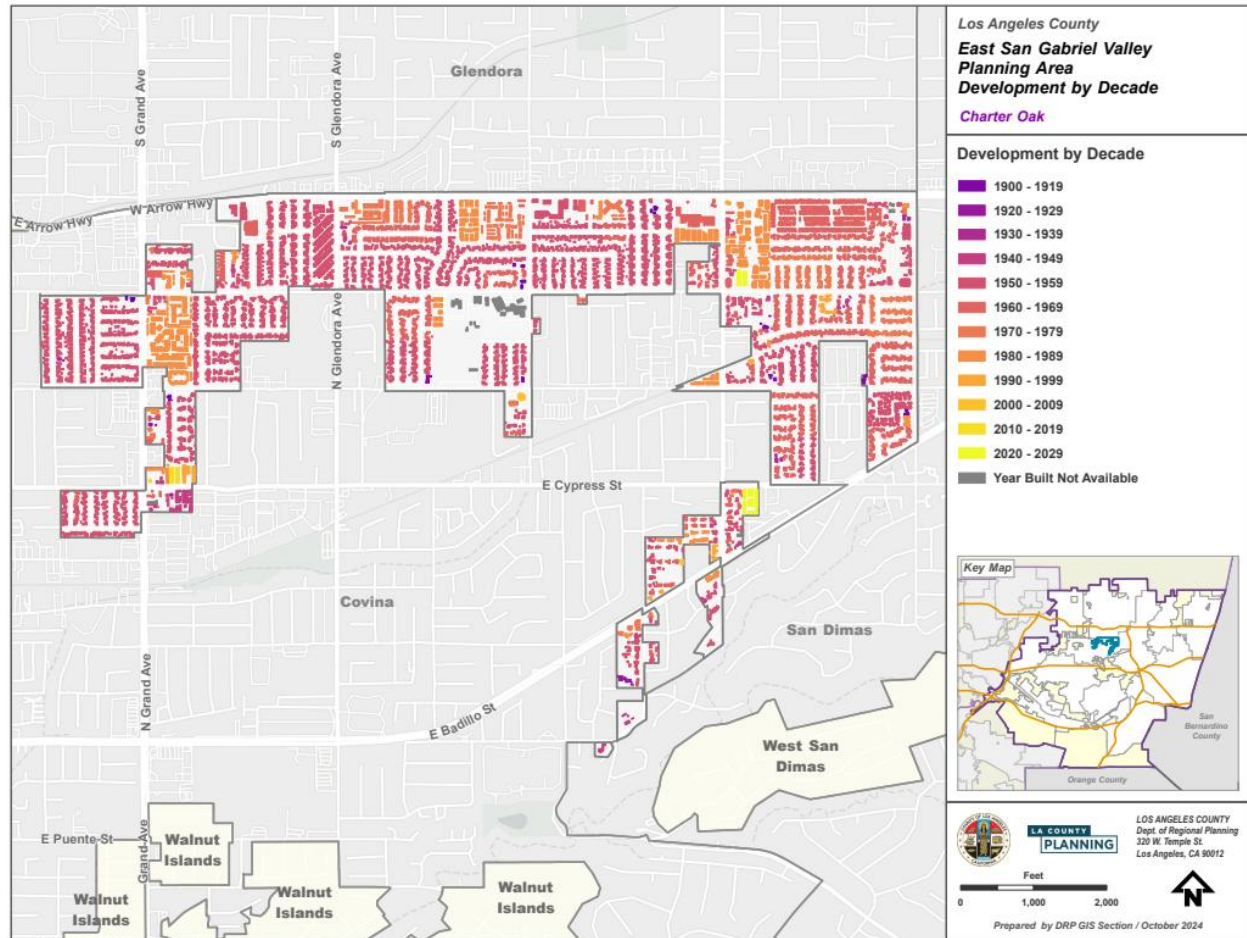 Los Angeles County
East San Gabriel Valley
Planning Area
Development by Decade
Charter Oak
Development by Decade
1900 - 1919
1920 - 1929
1930 - 1939
1940 - 1949
1950 - 1959
1960 - 1969
1970 - 1979
1980 - 1989
1990 - 1999
2000 - 2009
2010 - 2019
2020 - 2029
Year Built Not Available
Glendora
S Grand Ave
S Glendora Ave
E Arrow Hwy
W Arrow Hwy
N Glendora Ave
E Cypress St
Covina
San Dimas
N Grand Ave
E Badillo St
West San
Dimas
E Puente St
Grand Ave
Walnut
Islands
Walnut
Islands
Walnut
Islands
Walnut
Islands
Key Map
San
Bernardino
County
Orange County
LA COUNTY
PLANNING
LOS ANGELES COUNTY
Dept. of Regional Planning
320 W. Temple St.
Los Angeles, CA 90012
Feet
0 1,000 2,000
N
Prepared by DRP GIS Section / October 2024